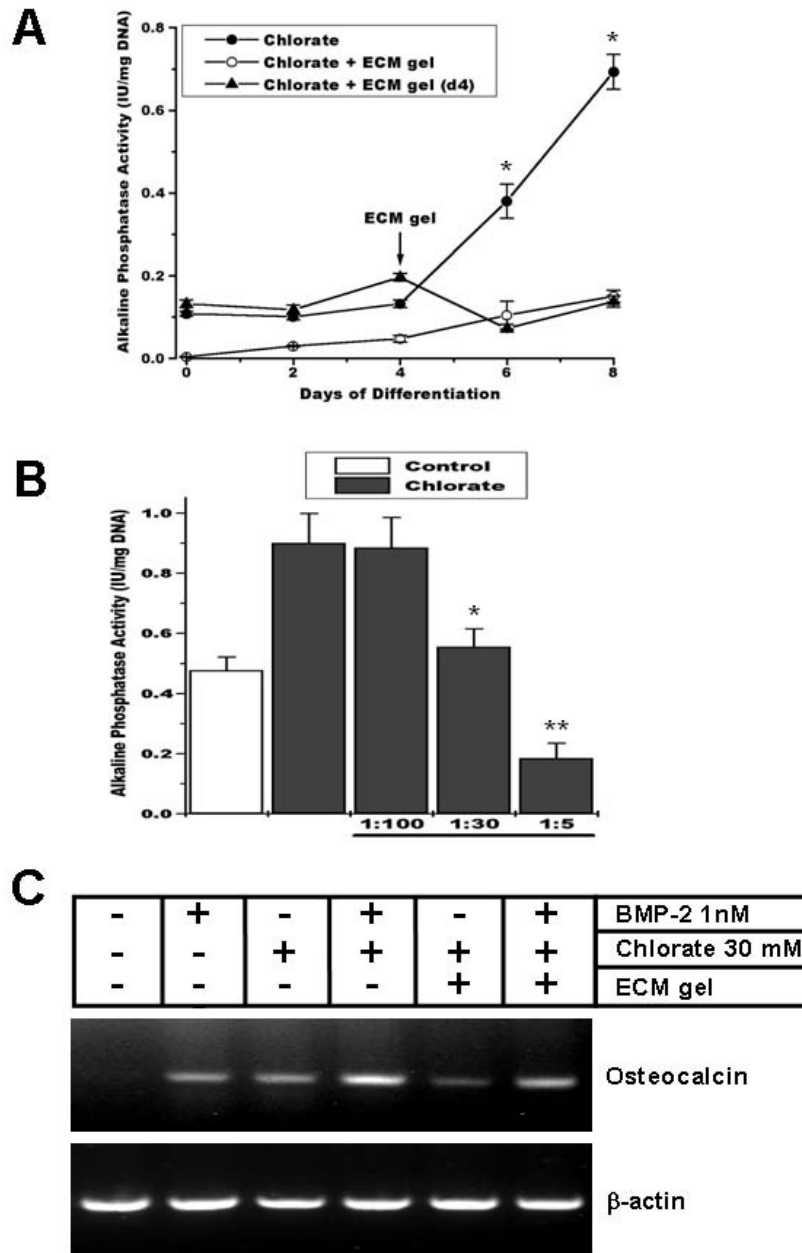 A
Alkaline Phosphatase Activity (IU/mg DNA)
0.8
0.6
0.4
0.2
0.0
Chlorate
Chlorate + ECM gel
Chlorate + ECM gel (d4)
*
*
ECM gel
0 2 4 6 8
Days of Differentiation
B
Control
Chlorate
Alkaline Phosphatase Activity (IU/mg DNA)
1.0
0.8
0.6
0.4
0.2
0.0
*
**
1:100 1:30 1:5
C
- + - + - + BMP-2 1nM
- - + + + + Chlorate 30 mM
- - - - + + ECM gel
Osteocalcin
β-actin